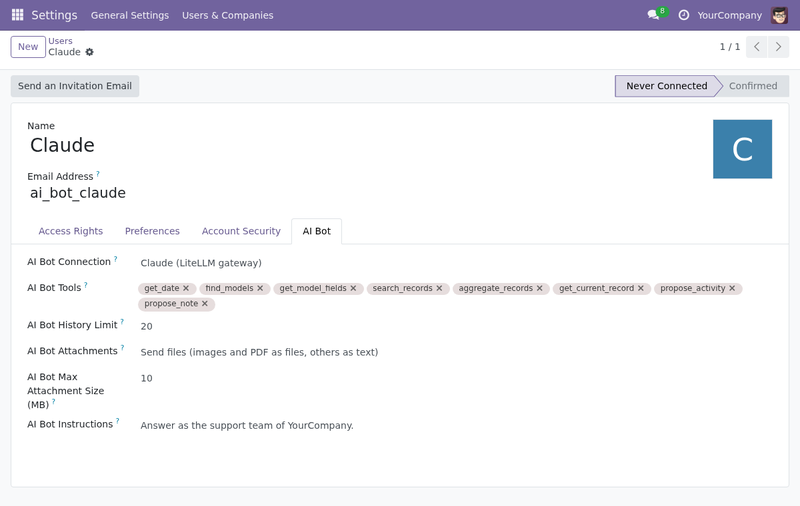 Settings General Settings Users & Companies 8 YourCompany
New Users 1 / 1
Claude
Send an Invitation Email Never Connected Confirmed
Name
Claude C
Email Address ?
ai_bot_claude
Access Rights Preferences Account Security AI Bot
AI Bot Connection ? Claude (LiteLLM gateway)
AI Bot Tools ? get_date find_models get_model_fields search_records aggregate_records get_current_record propose_activity
propose_note
AI Bot History Limit ? 20
AI Bot Attachments ? Send files (images and PDF as files, others as text)
AI Bot Max 10
Attachment Size
(MB) ?
AI Bot Instructions ? Answer as the support team of YourCompany.